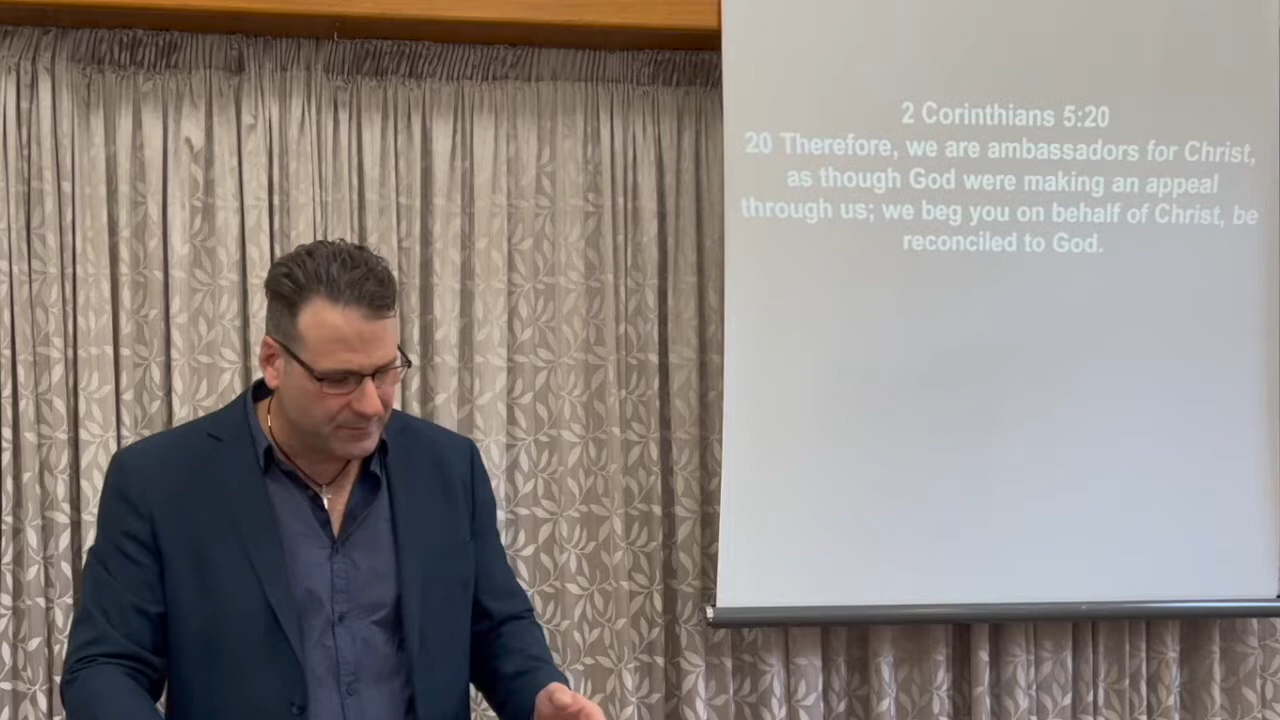 2 Corinthians 5:20
20 Therefore, we are ambassadors for Christ,
as though God were making an appeal
through us; we beg you on behalf of Christ, be
reconciled to God.